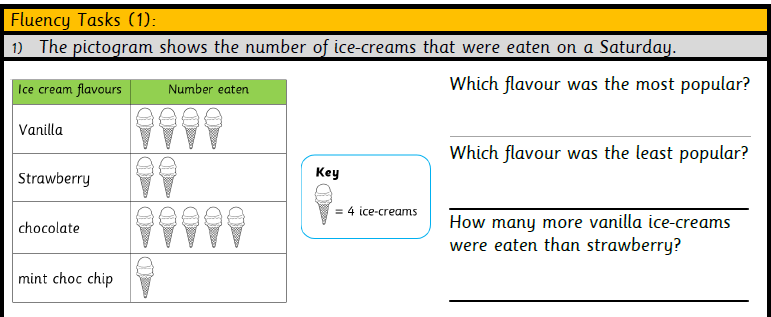 Fluency Tasks (1):
1) The pictogram shows the number of ice-creams that were eaten on a Saturday.
Ice cream flavours Number eaten
Vanilla
Strawberry
chocolate
mint choc chip
Key
= 4 ice-creams
Which flavour was the most popular?
Which flavour was the least popular?
How many more vanilla ice-creams
were eaten than strawberry?